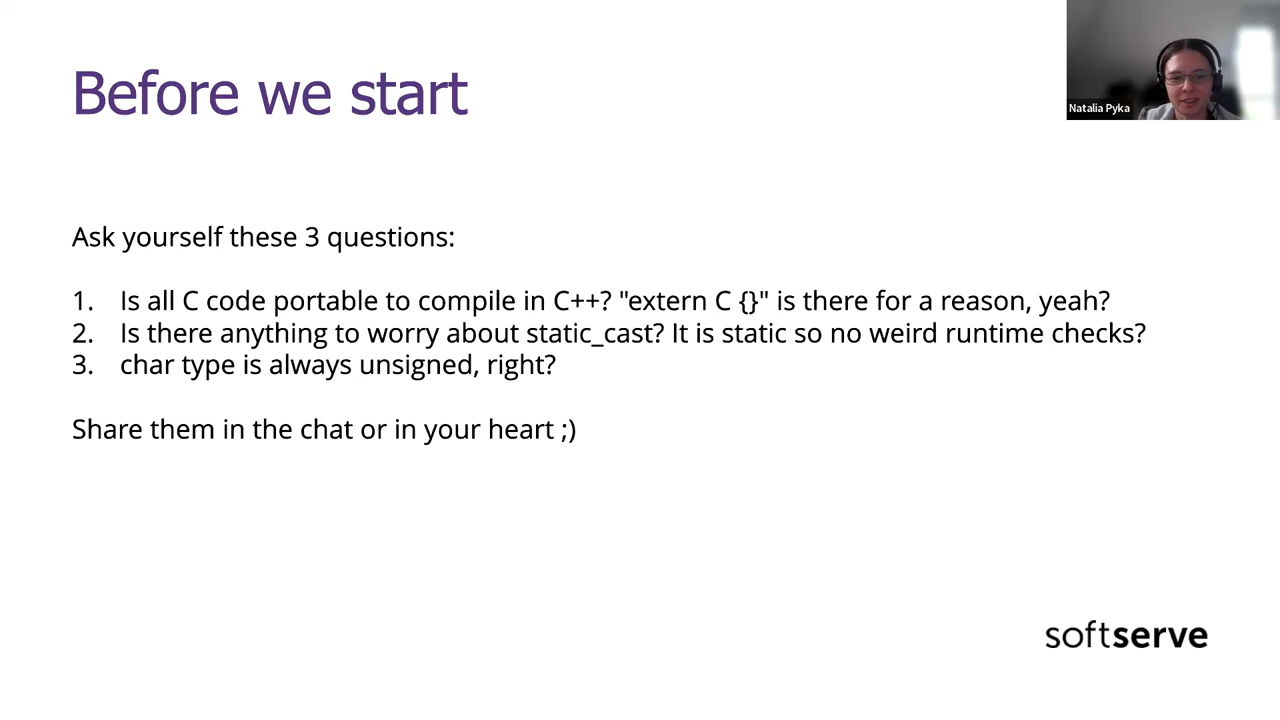 Before we start
Natalia Pyka
Ask yourself these 3 questions:
1. Is all C code portable to compile in C++? "extern C {}" is there for a reason, yeah?
2. Is there anything to worry about static_cast? It is static so no weird runtime checks?
3. char type is always unsigned, right?
Share them in the chat or in your heart ;)
softserve